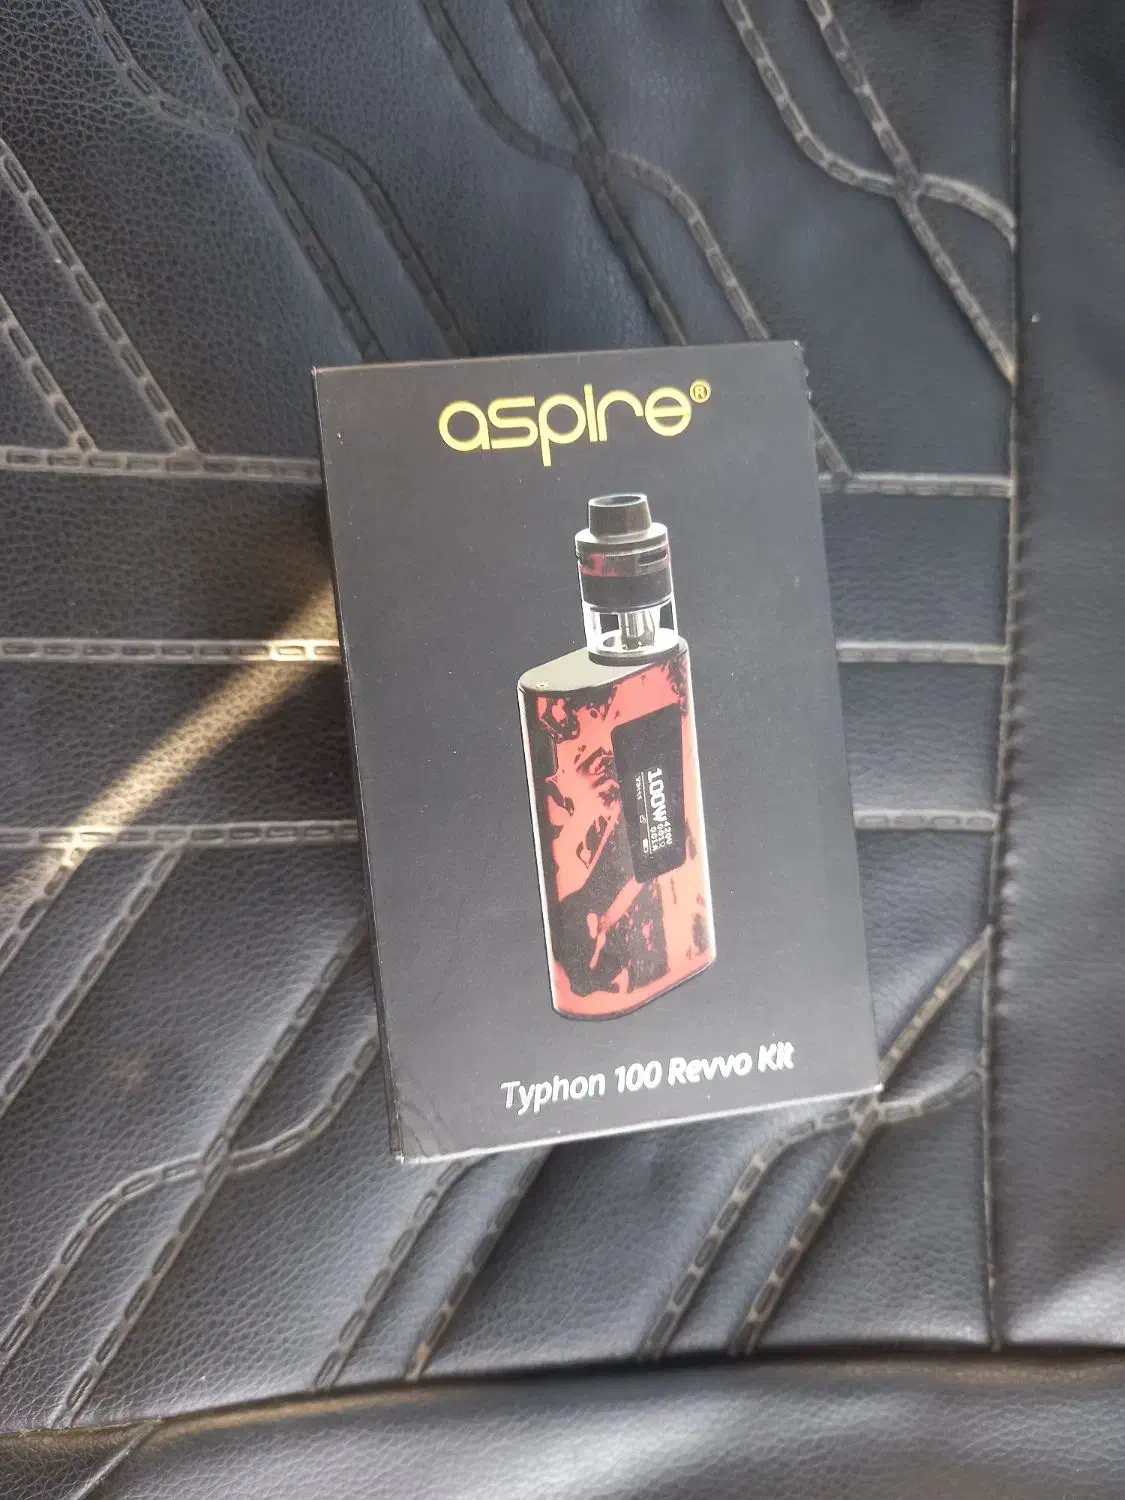 aspire®
100W
Typhon 100 Revvo Kit